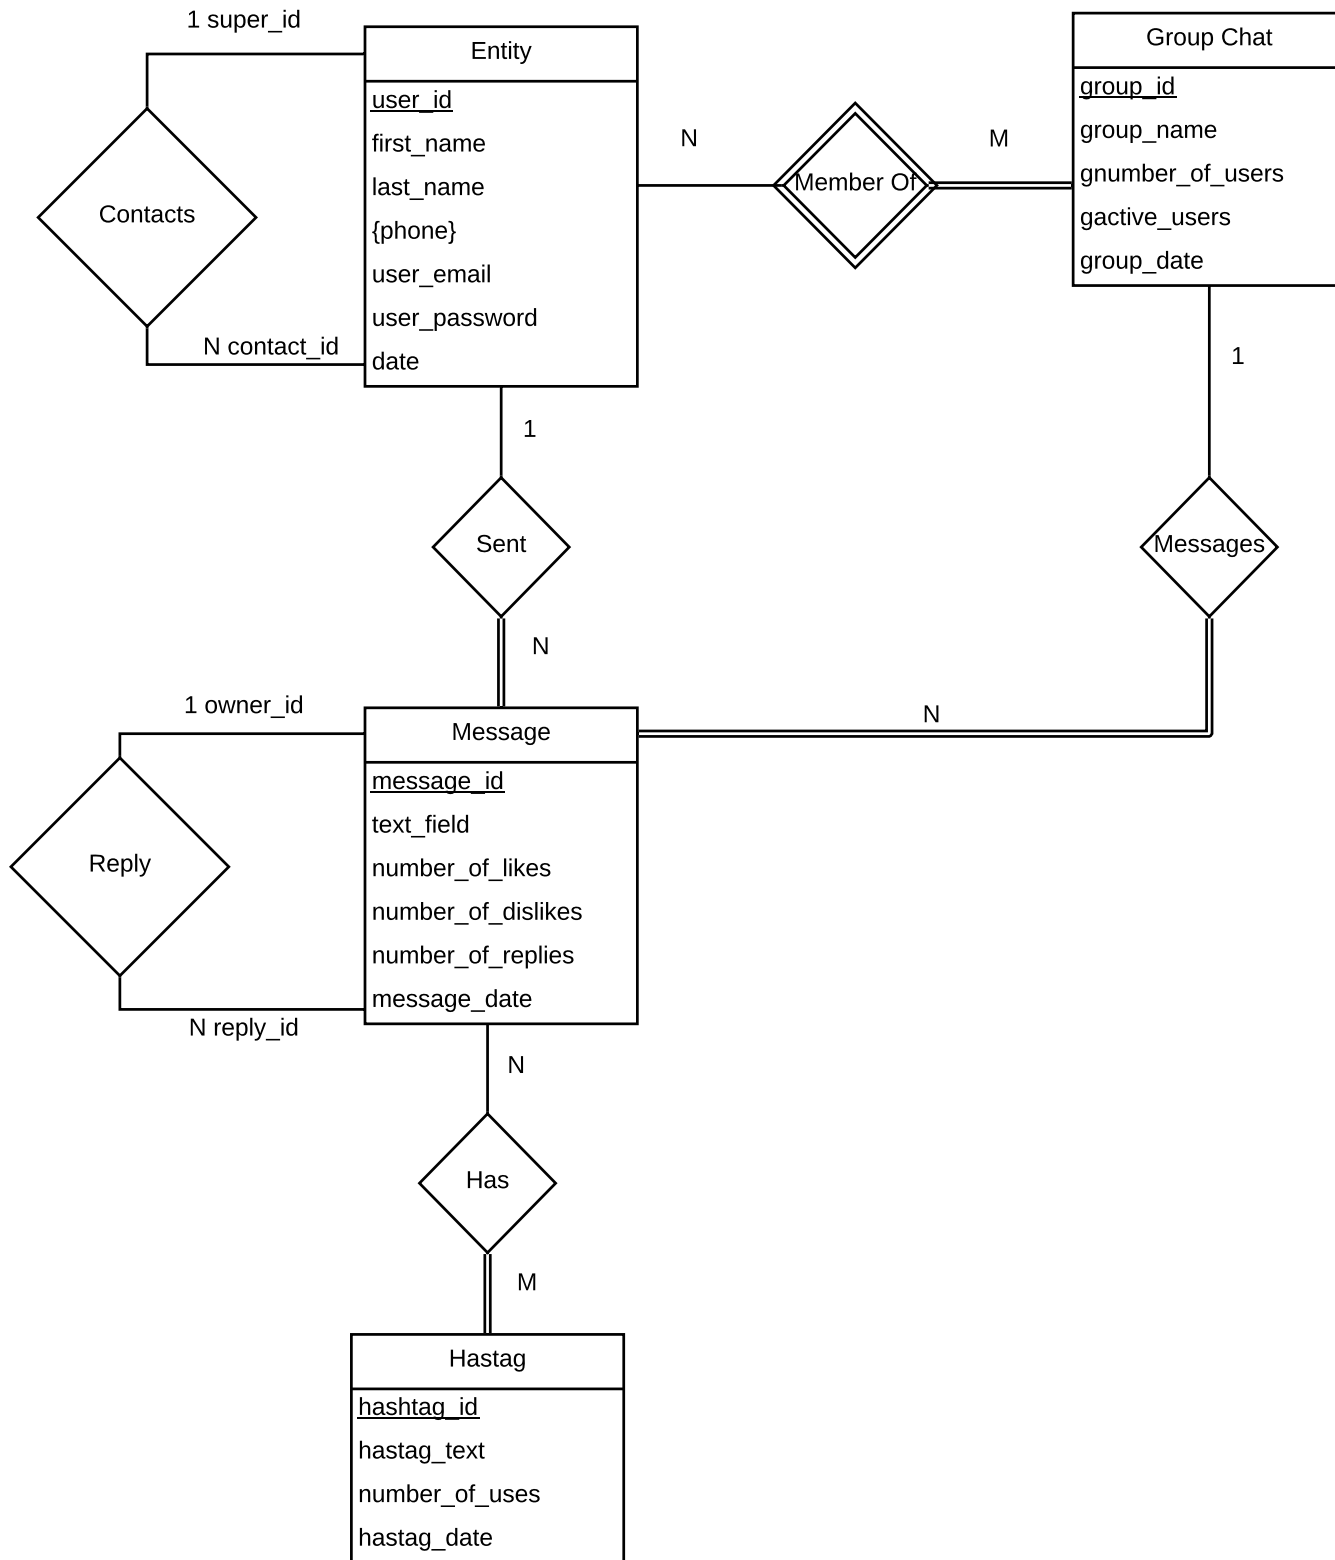 1 super_id
Entity
user_id
first_name
last_name
{phone}
user_email
user_password
date
Contacts
N contact_id
N
Member Of
M
Group Chat
group_id
group_name
gnumber_of_users
gactive_users
group_date
1
Sent
N
1
Messages
N
1 owner_id
Message
message_id
text_field
number_of_likes
number_of_dislikes
number_of_replies
message_date
Reply
N reply_id
N
Has
M
Hastag
hashtag_id
hastag_text
number_of_uses
hastag_date